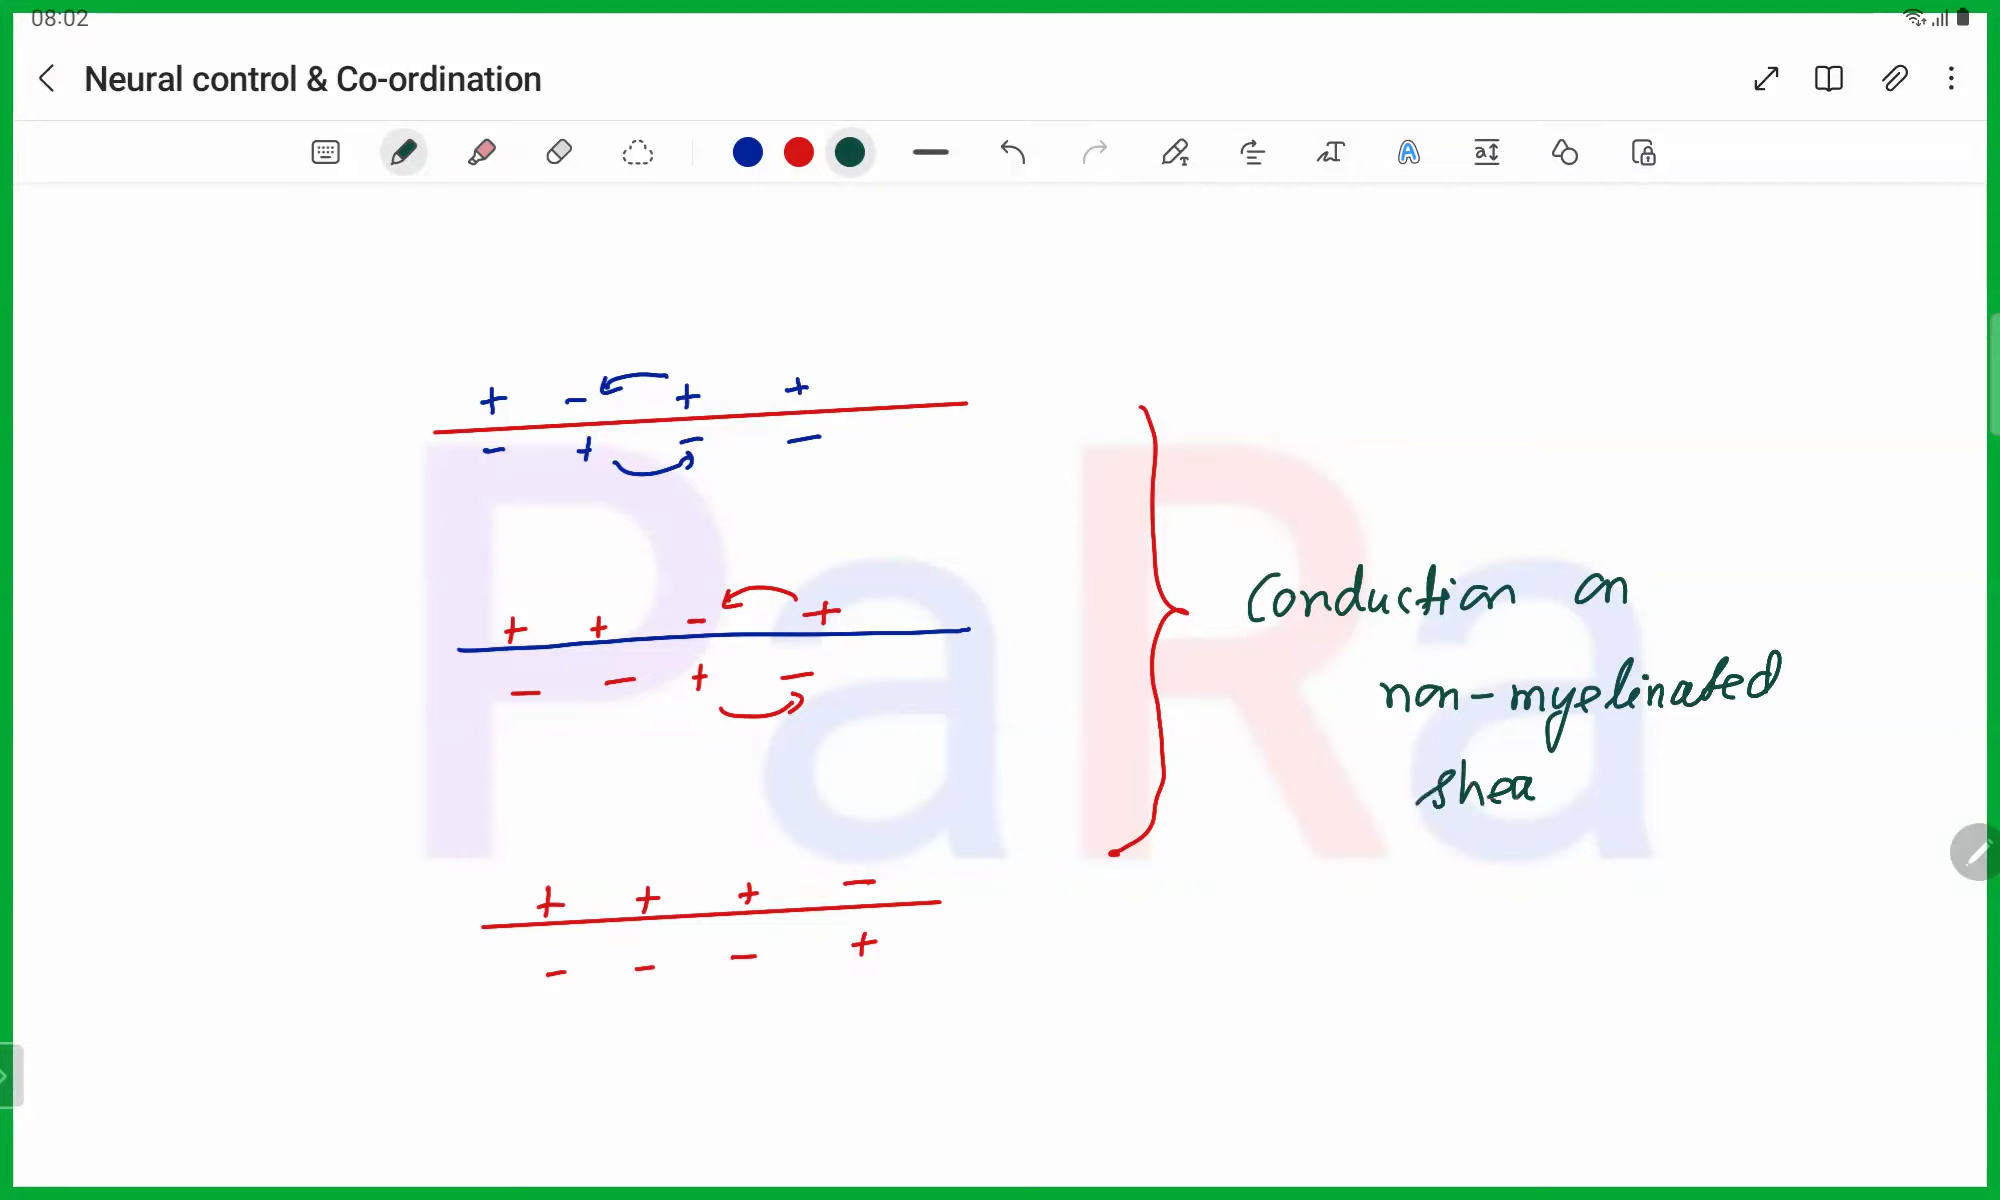 08:02
Neural control & Co-ordination
+ - + +
- + - -
+ + - +
- - + -
+ + + -
- - - +
Conduction on
non-myelinated
shea
PaRa